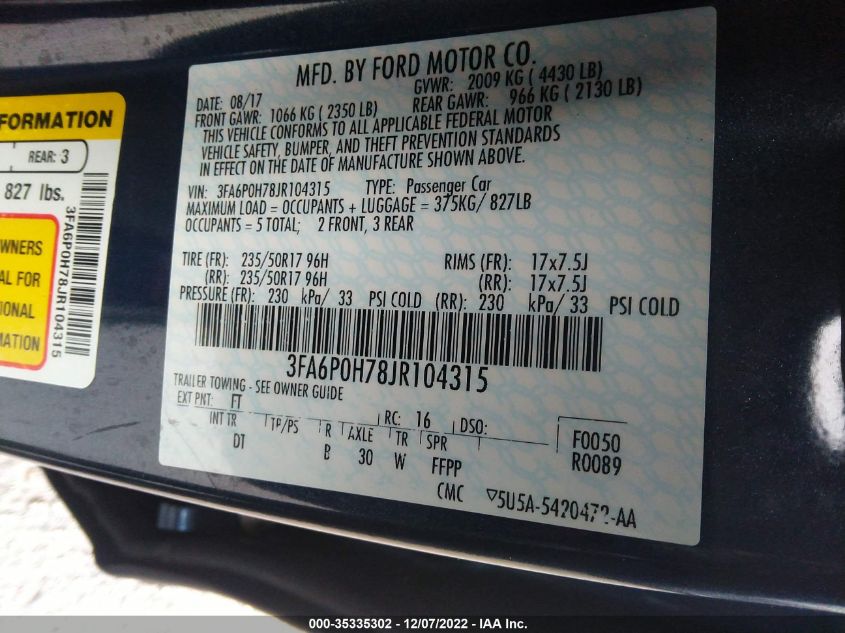 FORMATION
REAR: 3
827 lbs.
3FA6P0H78JR104315
WNERS
AL FOR
IONAL
MATION
MFD. BY FORD MOTOR CO.
DATE: 08/17 GVWR: 2009 KG ( 4430 LB)
FRONT GAWR: 1066 KG ( 2350 LB) REAR GAWR: 966 KG ( 2130 LB)
THIS VEHICLE CONFORMS TO ALL APPLICABLE FEDERAL MOTOR
VEHICLE SAFETY, BUMPER, AND THEFT PREVENTION STANDARDS
IN EFFECT ON THE DATE OF MANUFACTURE SHOWN ABOVE.
VIN: 3FA6P0H78JR104315 TYPE: Passenger Car
MAXIMUM LOAD = OCCUPANTS + LUGGAGE = 375KG/ 827LB
OCCUPANTS = 5 TOTAL; 2 FRONT, 3 REAR
TIRE (FR): 235/50R17 96H RIMS (FR): 17x7.5J
(RR): 235/50R17 96H (RR): 17x7.5J
PRESSURE (FR): 230 kPa/ 33 PSI COLD (RR): 230 kPa/ 33 PSI COLD
3FA6P0H78JR104315
TRAILER TOWING - SEE OWNER GUIDE
EXT PNT: FT RC: 16 DSO:
INT TR TP/PS R AXLE TR SPR F0050
DT B 30 W FFPP R0089
CMC ▽5U5A-5420472-AA
000-35335302 - 12/07/2022 - IAA Inc.